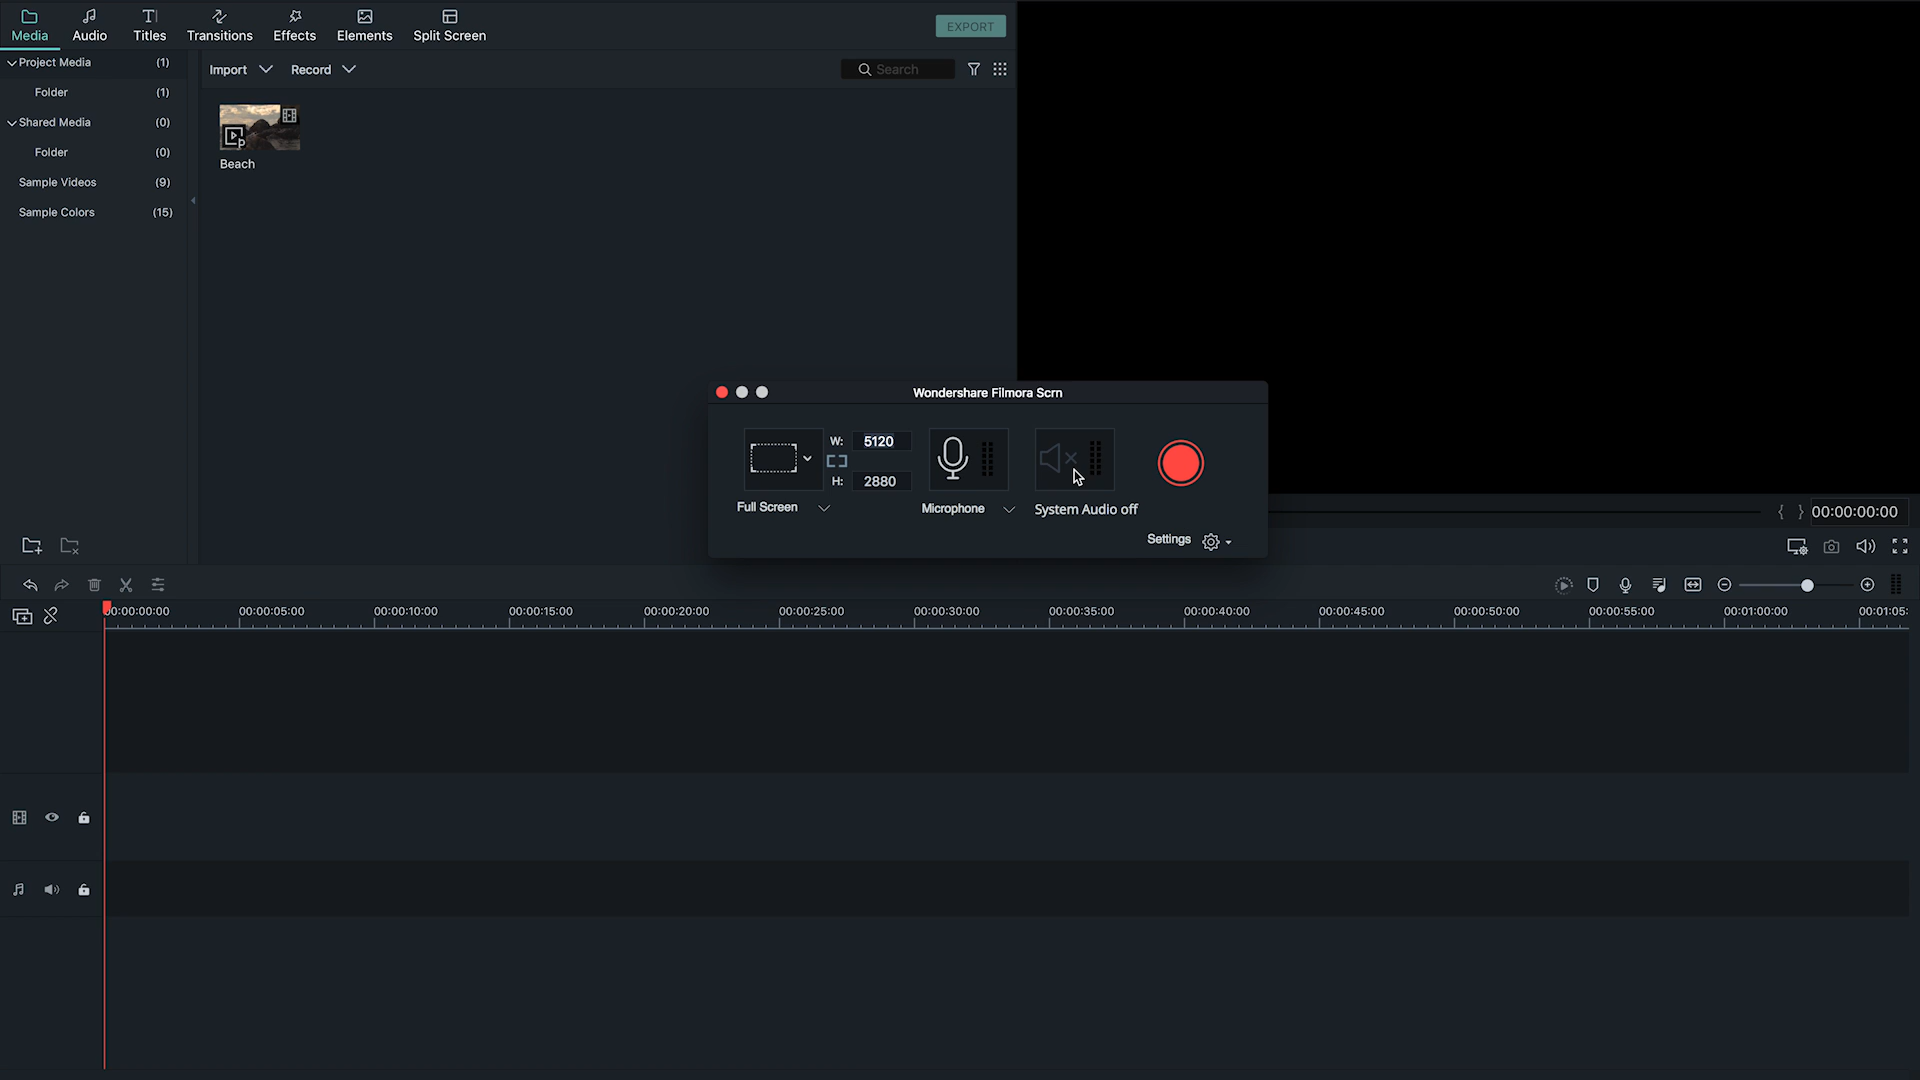 Media Audio Titles Transitions Effects Elements Split Screen EXPORT
Project Media (1)
Import Record Search
Folder (1)
Shared Media (0)
Folder (0)
Beach
Sample Videos (9)
Sample Colors (15)
Wondershare Filmora Scrn
W: 5120
H: 2880
Full Screen Microphone System Audio off
00:00:00:00
Settings
00:00:00:00 00:00:05:00 00:00:10:00 00:00:15:00 00:00:20:00 00:00:25:00 00:00:30:00 00:00:35:00 00:00:40:00 00:00:45:00 00:00:50:00 00:00:55:00 00:01:00:00 00:01:05: